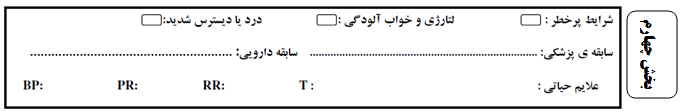 بخش چهارم
شرایط پرخطر : لتارژی و خواب آلودگی : درد یا دیسترس شدید:
سابقه ی پزشکی: .................................................................. سابقه دارویی: ..................................................
علایم حیاتی : T : RR: PR: BP: